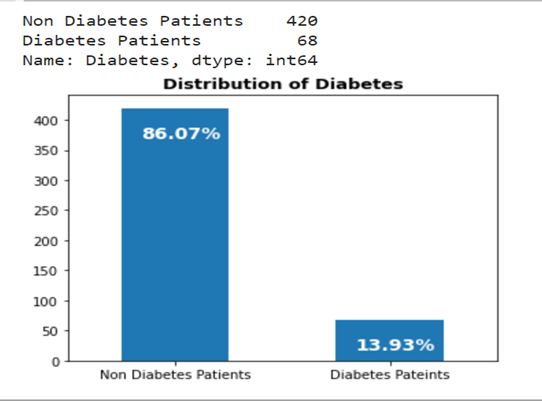 Non Diabetes Patients    420
Diabetes Patients         68
Name: Diabetes, dtype: int64
Distribution of Diabetes
400
350
300
250
200
150
100
50
0
86.07%
13.93%
Non Diabetes Patients
Diabetes Pateints